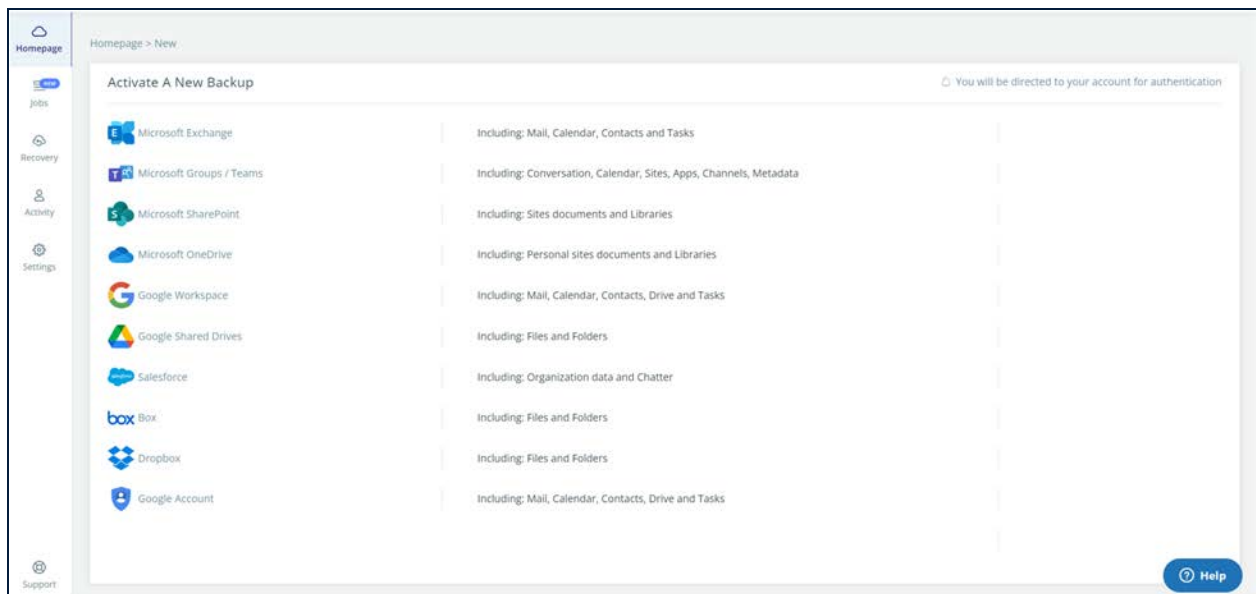 Homepage
NEW
Jobs
Recovery
Activity
Settings
Support
Homepage > New
Activate A New Backup
You will be directed to your account for authentication
E Microsoft Exchange
Including: Mail, Calendar, Contacts and Tasks
T Microsoft Groups / Teams
Including: Conversation, Calendar, Sites, Apps, Channels, Metadata
S Microsoft SharePoint
Including: Sites documents and Libraries
Microsoft OneDrive
Including: Personal sites documents and Libraries
Google Workspace
Including: Mail, Calendar, Contacts, Drive and Tasks
Google Shared Drives
Including: Files and Folders
salesforce Salesforce
Including: Organization data and Chatter
box Box
Including: Files and Folders
Dropbox
Including: Files and Folders
Google Account
Including: Mail, Calendar, Contacts, Drive and Tasks
? Help